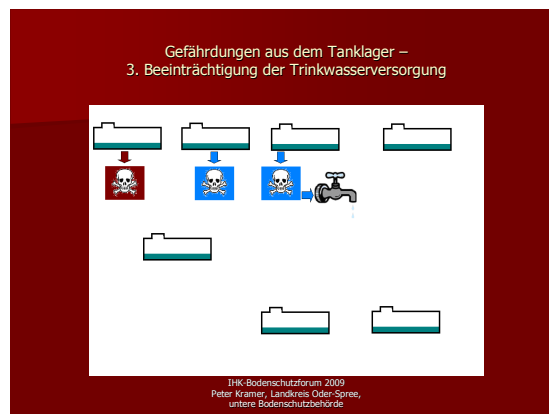 Gefährdungen aus dem Tanklager –
3. Beeinträchtigung der Trinkwasserversorgung
IHK-Bodenschutzforum 2009
Peter Kramer, Landkreis Oder-Spree,
untere Bodenschutzbehörde